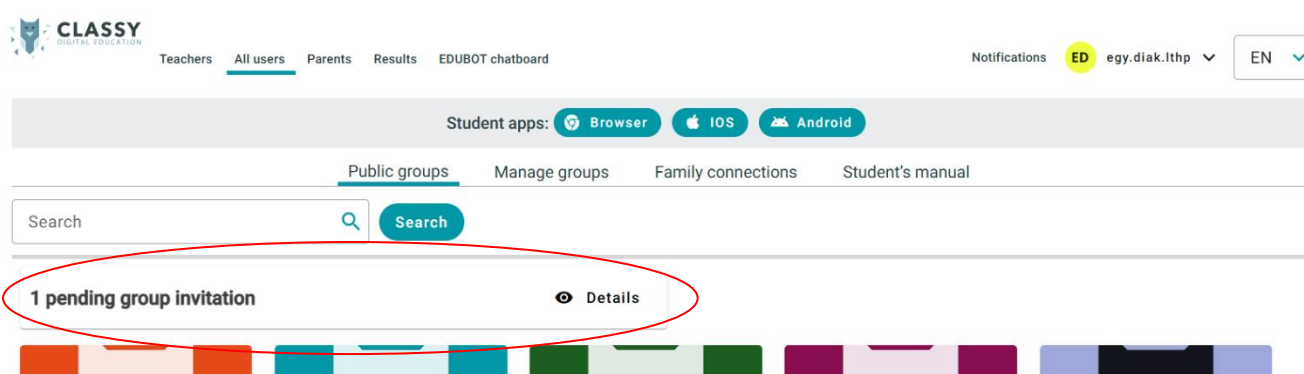 CLASSY
DIGITAL EDUCATION
Teachers All users Parents Results EDUBOT chatboard
Notifications ED egy.diak.lthp EN
Student apps: Browser IOS Android
Public groups Manage groups Family connections Student's manual
Search Search
1 pending group invitation Details